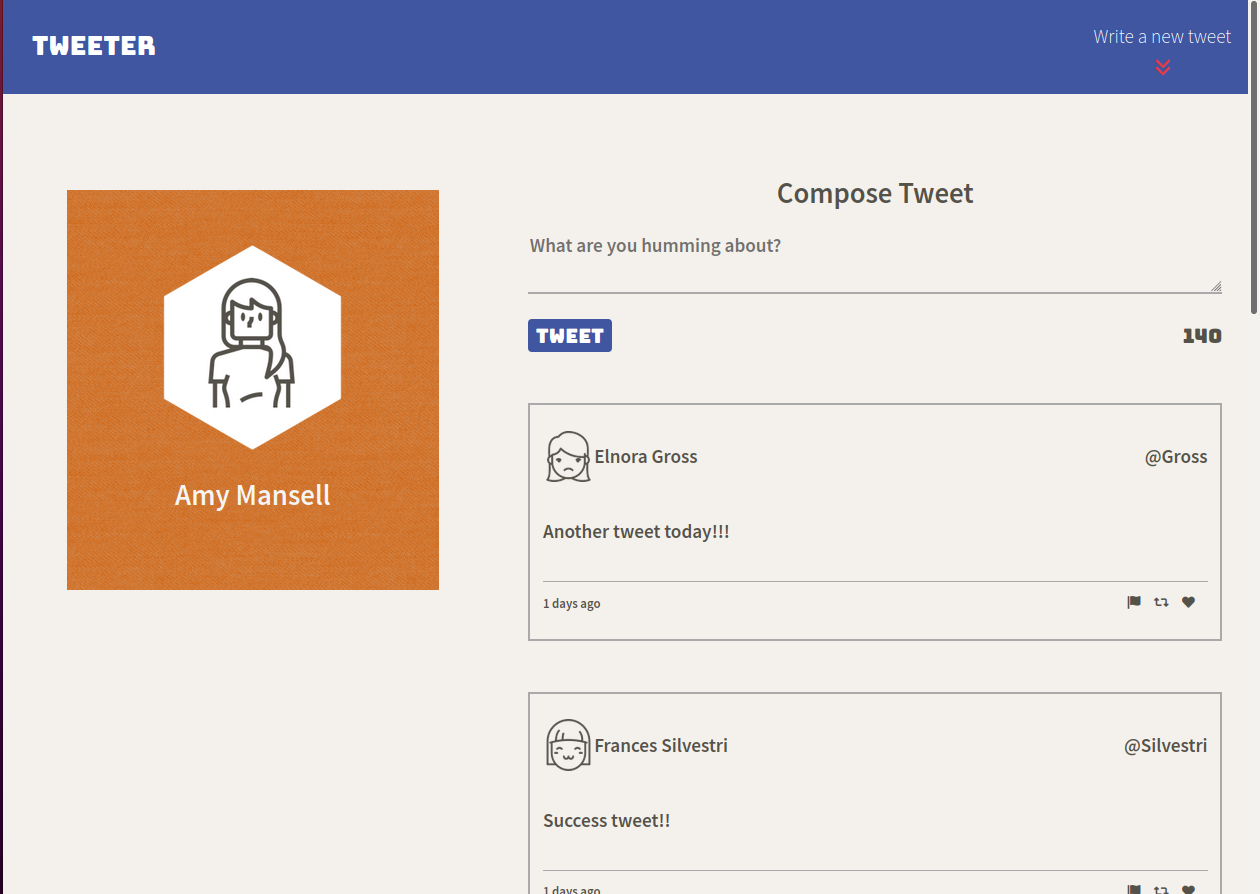 TWEETER
Write a new tweet
Amy Mansell
Compose Tweet
What are you humming about?
TWEET
140
Elnora Gross
@Gross
Another tweet today!!!
1 days ago
Frances Silvestri
@Silvestri
Success tweet!!
1 days ago